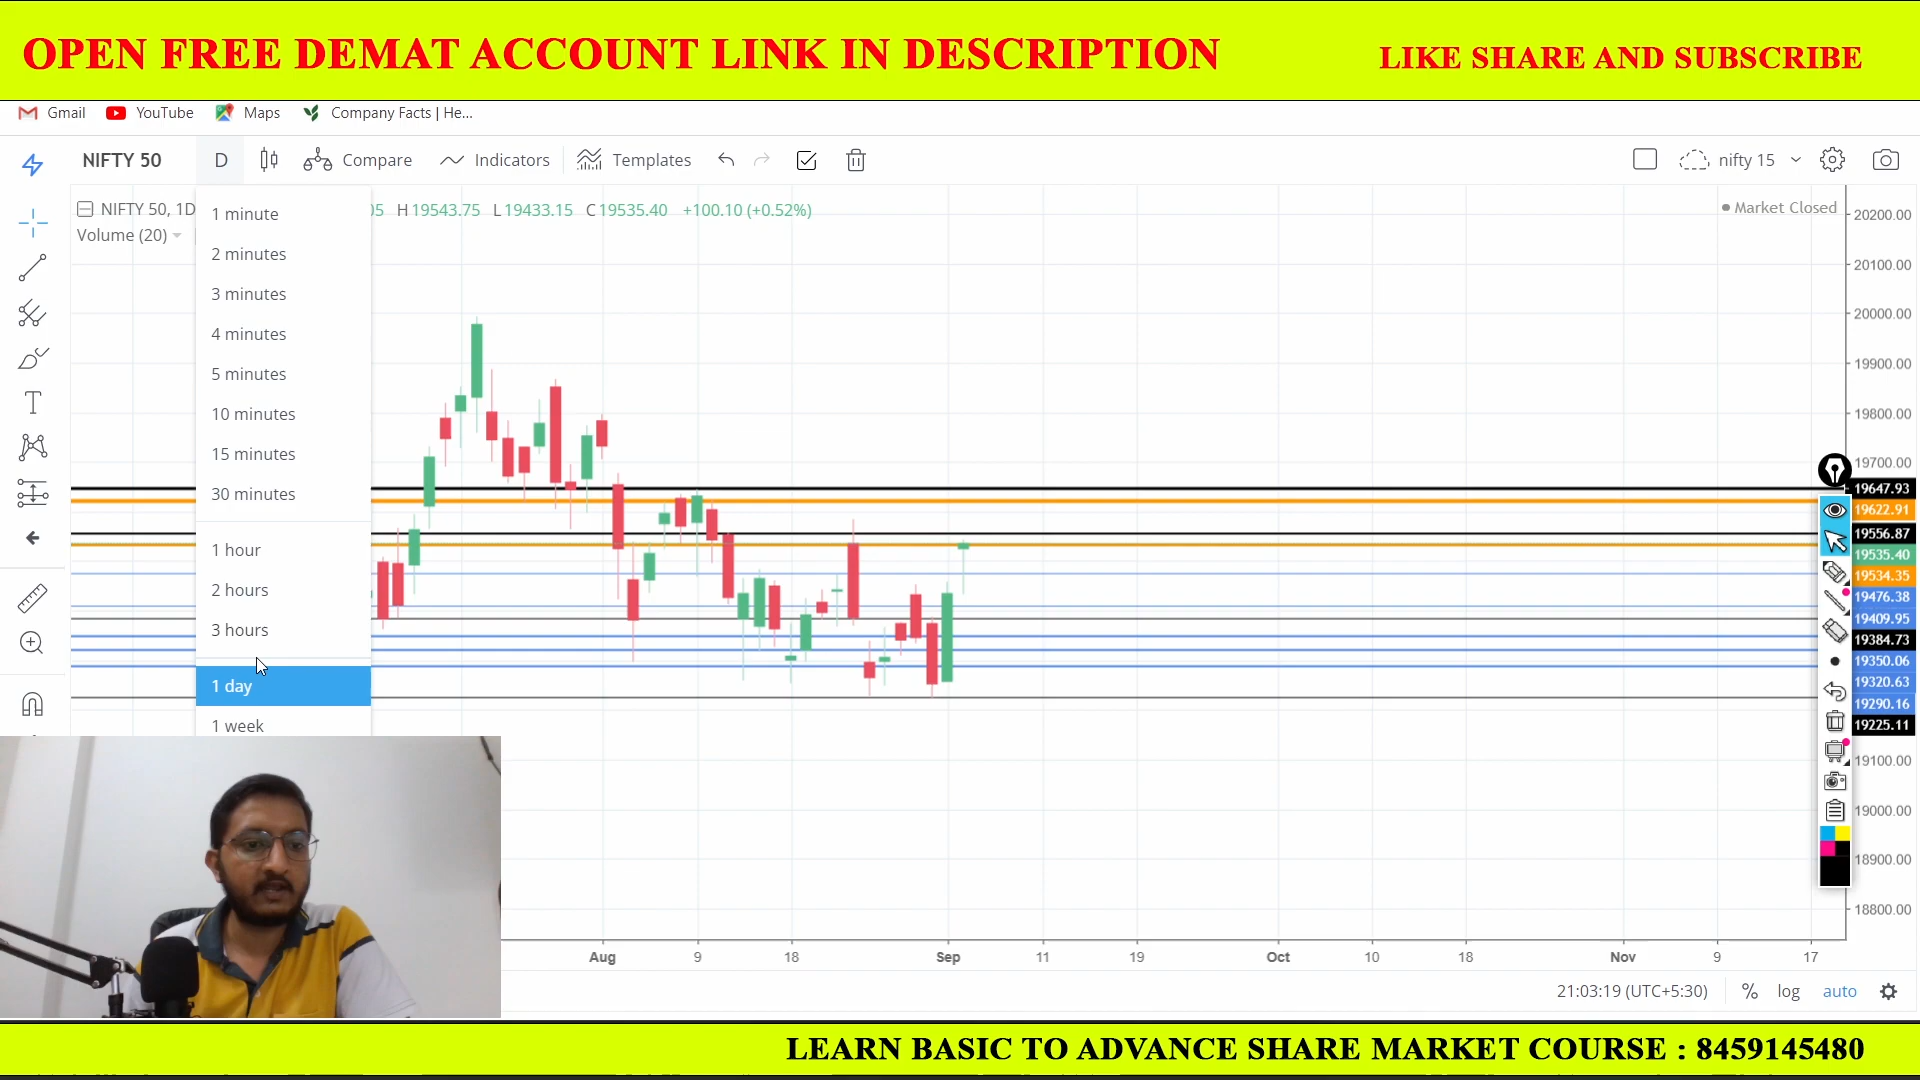 OPEN FREE DEMAT ACCOUNT LINK IN DESCRIPTION LIKE SHARE AND SUBSCRIBE
Gmail YouTube Maps Company Facts | He...
NIFTY 50 D Compare Indicators Templates nifty 15
NIFTY 50, 1D 05 H19543.75 L19433.15 C19535.40 +100.10 (+0.52%) Market Closed
Volume (20)
1 minute
2 minutes
3 minutes
4 minutes
5 minutes
10 minutes
15 minutes
30 minutes
1 hour
2 hours
3 hours
1 day
1 week
20200.00
20100.00
20000.00
19900.00
19800.00
19700.00
19647.93
19622.91
19556.87
19535.40
19534.35
19476.38
19409.95
19384.73
19350.06
19320.63
19290.16
19225.11
19100.00
19000.00
18900.00
18800.00
Aug 9 18 Sep 11 19 Oct 10 18 Nov 9 17
21:03:19 (UTC+5:30) % log auto
LEARN BASIC TO ADVANCE SHARE MARKET COURSE : 8459145480